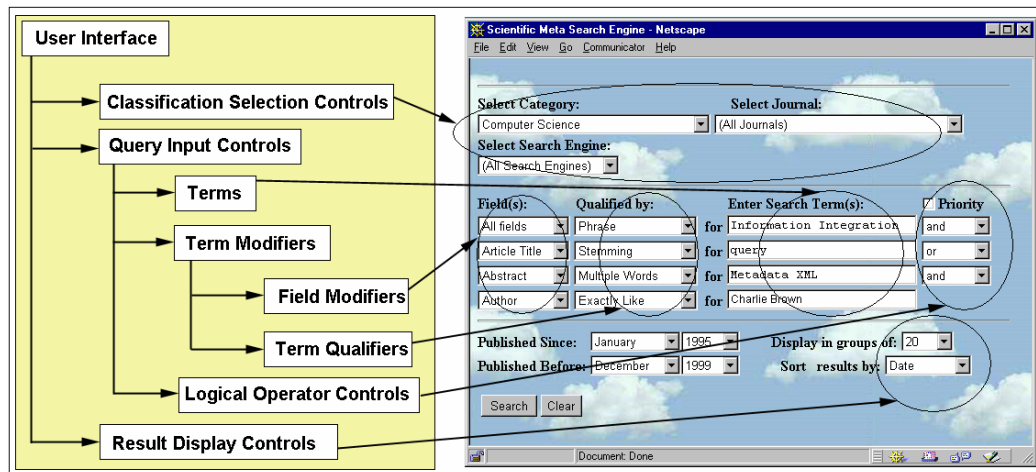 User Interface
Classification Selection Controls
Query Input Controls
Terms
Term Modifiers
Field Modifiers
Term Qualifiers
Logical Operator Controls
Result Display Controls
Scientific Meta Search Engine - Netscape
File Edit View Go Communicator Help
Select Category: Select Journal:
Computer Science (All Journals)
Select Search Engine:
(All Search Engines)
Field(s): Qualified by: Enter Search Term(s): Priority
All fields Phrase for Information Integration and
Article Title Stemming for query or
Abstract Multiple Words for Metadata XML and
Author Exactly Like for Charlie Brown
Published Since: January 1995 Display in groups of: 20
Published Before: December 1999 Sort results by: Date
Search Clear
Document: Done